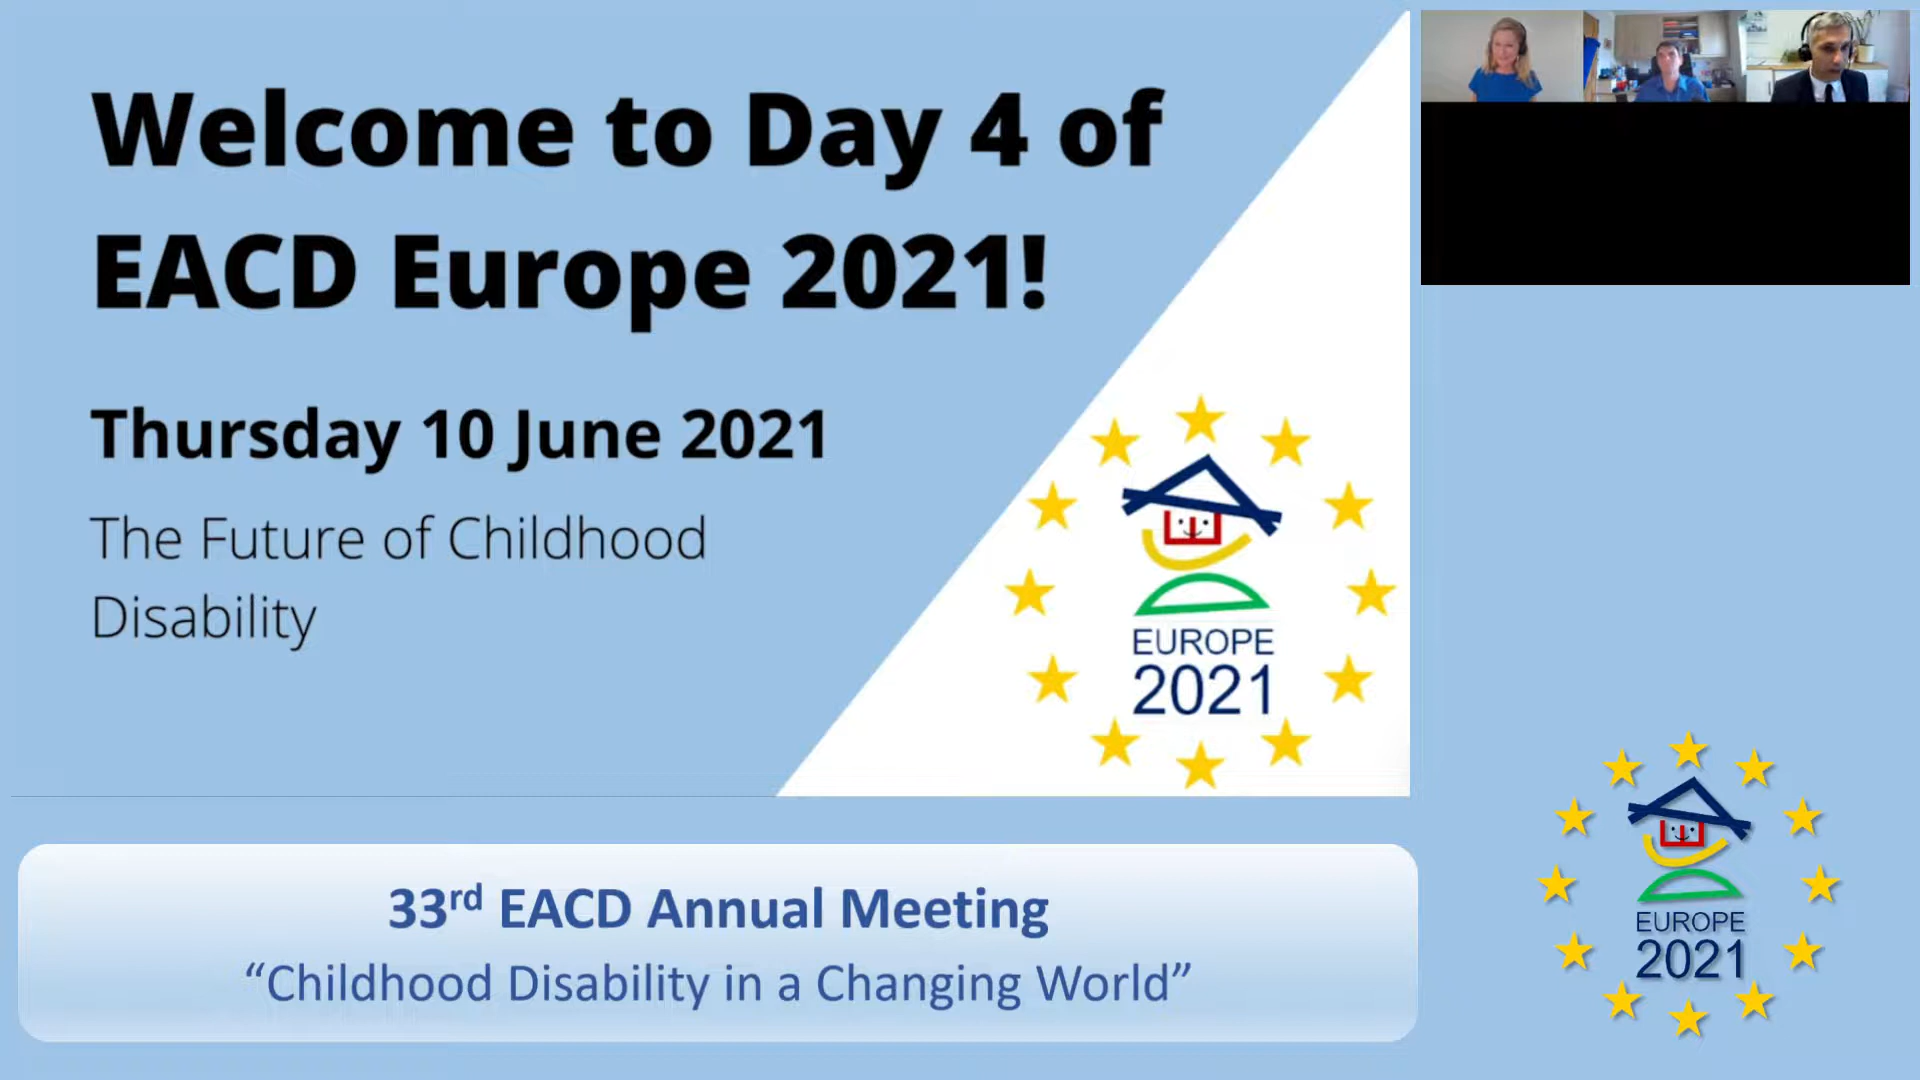 Welcome to Day 4 of
EACD Europe 2021!
Thursday 10 June 2021
The Future of Childhood
Disability
EUROPE
2021
33rd EACD Annual Meeting
“Childhood Disability in a Changing World”
EUROPE
2021